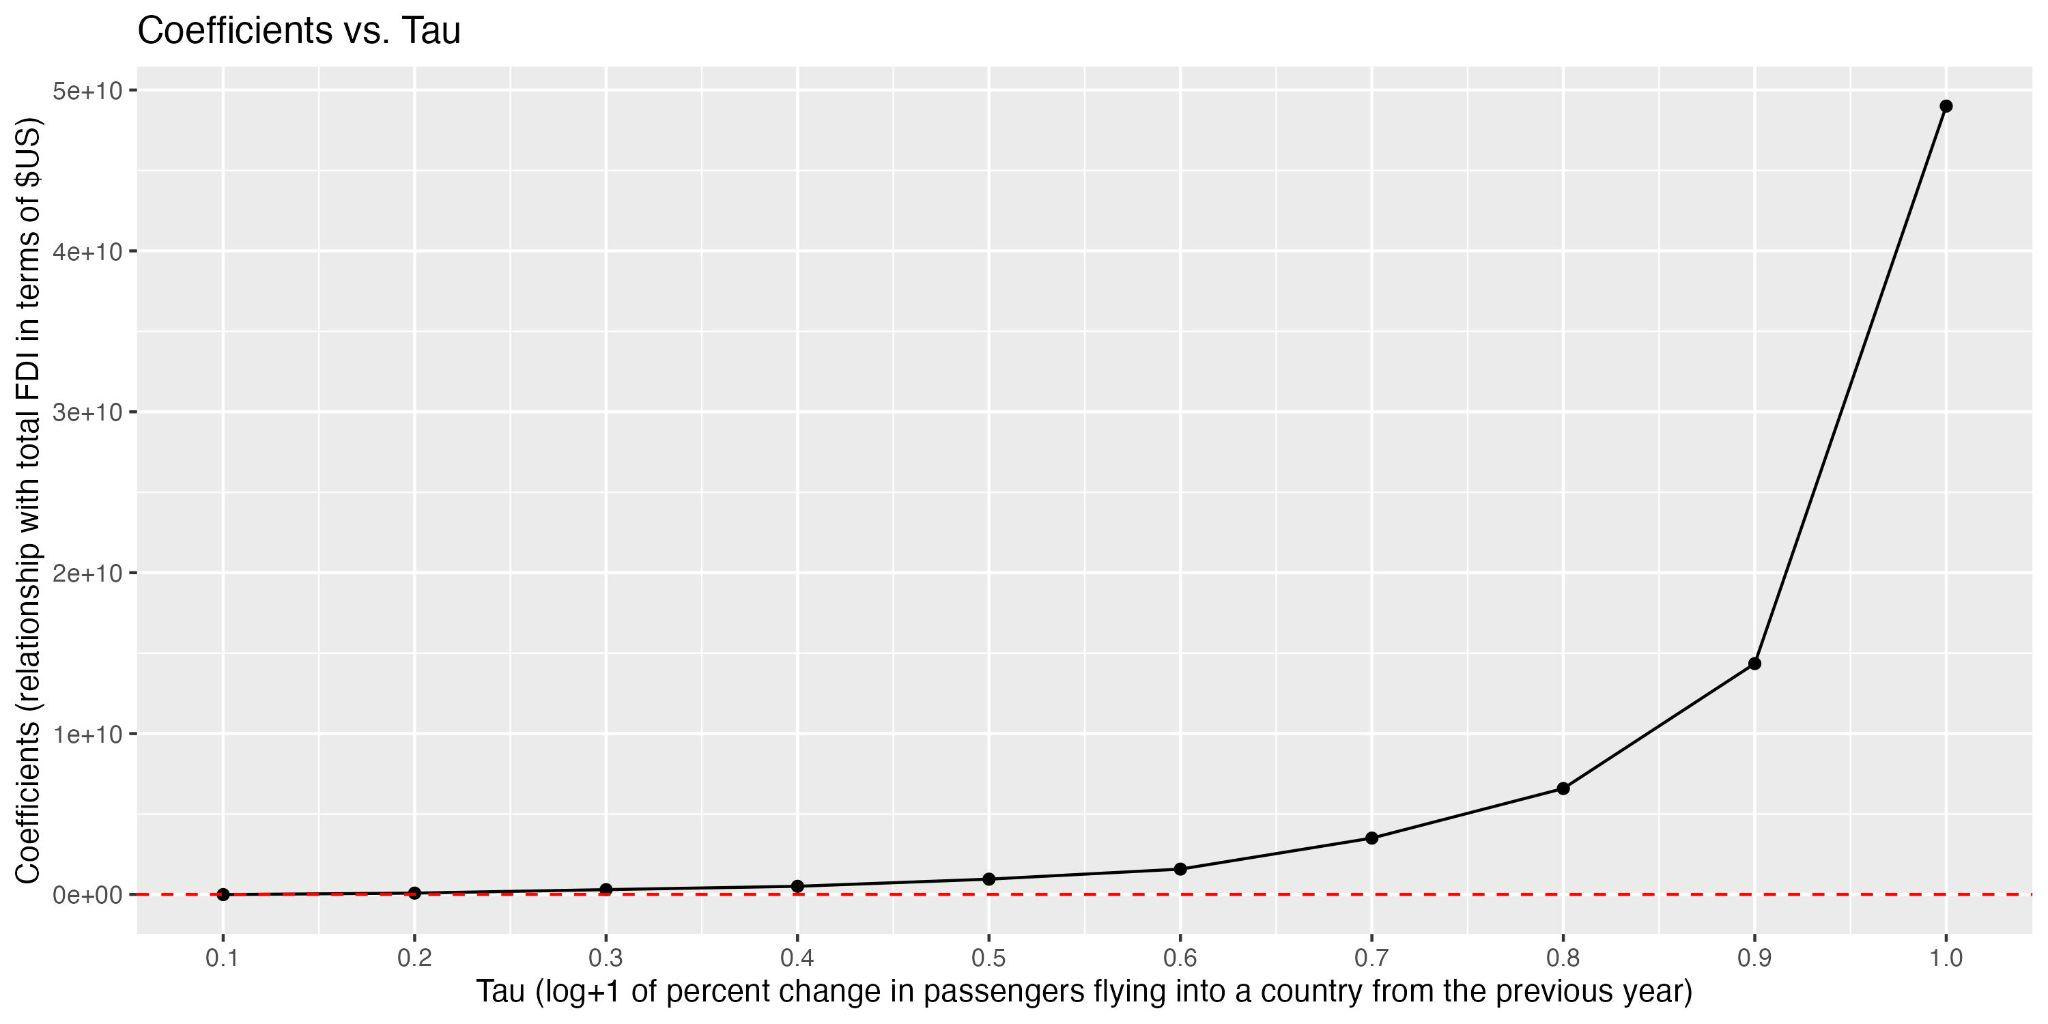 Coefficients vs. Tau
Coefficients (relationship with total FDI in terms of $US)
5e+10
4e+10
3e+10
2e+10
1e+10
0e+00
0.1 0.2 0.3 0.4 0.5 0.6 0.7 0.8 0.9 1.0
Tau (log+1 of percent change in passengers flying into a country from the previous year)